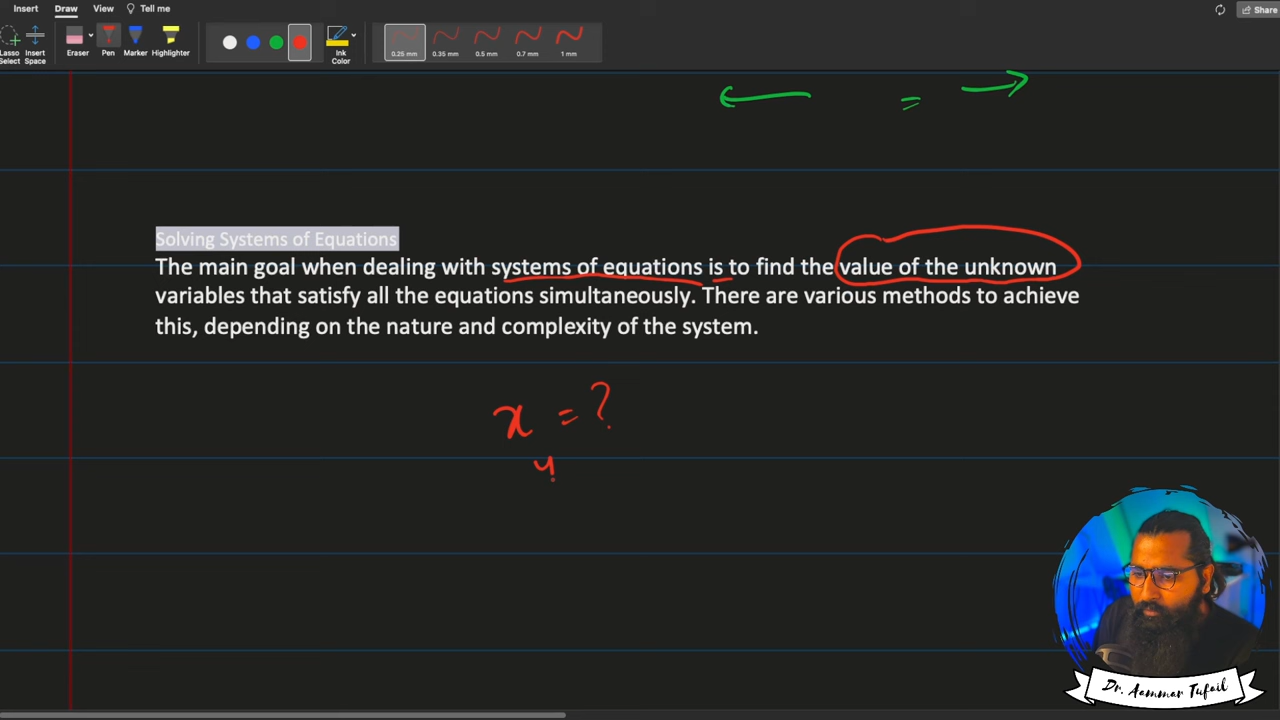 Insert Draw View Tell me
Share
Lasso Select Insert Space Eraser Pen Marker Highlighter Ink Color 0.25 mm 0.35 mm 0.5 mm 0.7 mm 1 mm
=
Solving Systems of Equations
The main goal when dealing with systems of equations is to find the value of the unknown
variables that satisfy all the equations simultaneously. There are various methods to achieve
this, depending on the nature and complexity of the system.
x = ?
y
Dr. Aammar Tufail